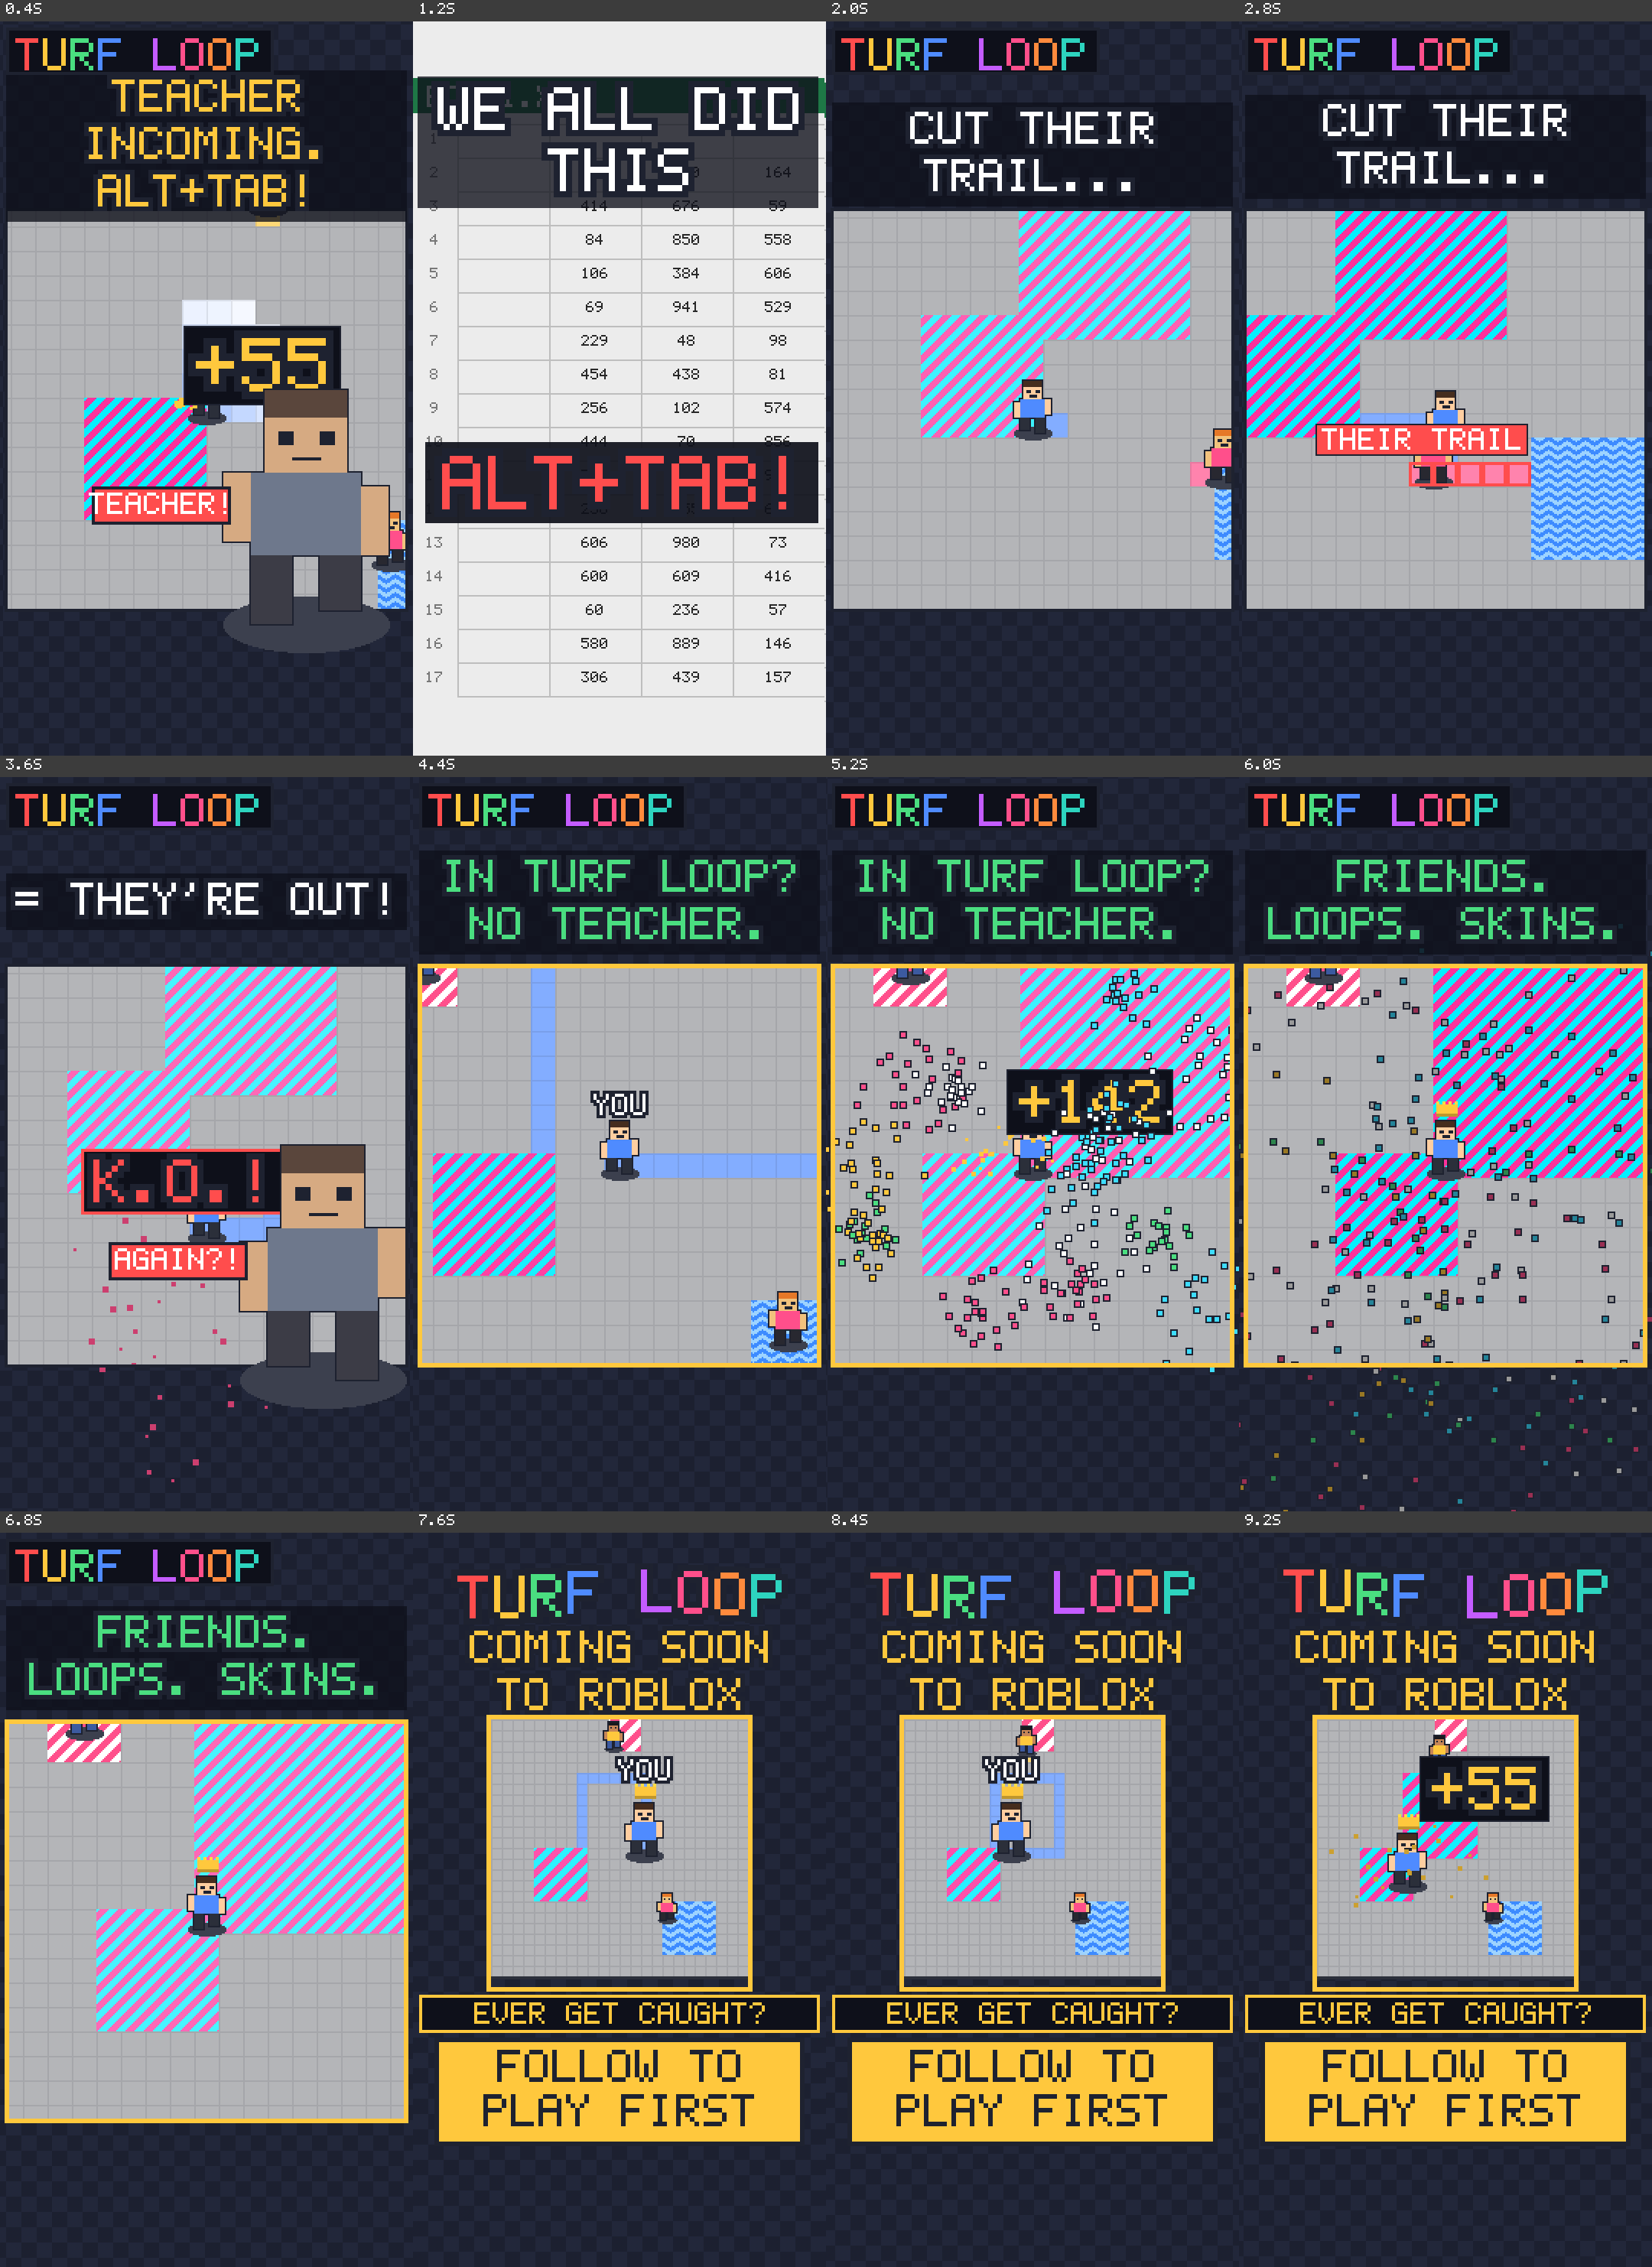 0.4S
TURF LOOP
TEACHER
INCOMING.
ALT+TAB!
+55
TEACHER!
1.2S
WE ALL DID
THIS
1
2 164
3 414 676 59
4 84 850 558
5 106 384 606
6 69 941 529
7 229 48 98
8 454 438 81
9 256 102 574
10 444 70 856
ALT+TAB!
13 606 980 73
14 600 609 416
15 60 236 57
16 580 889 146
17 306 439 157
2.0S
TURF LOOP
CUT THEIR
TRAIL...
2.8S
TURF LOOP
CUT THEIR
TRAIL...
THEIR TRAIL
3.6S
TURF LOOP
= THEY'RE OUT!
K.O.!
AGAIN?!
4.4S
TURF LOOP
IN TURF LOOP?
NO TEACHER.
YOU
5.2S
TURF LOOP
IN TURF LOOP?
NO TEACHER.
+142
6.0S
TURF LOOP
FRIENDS.
LOOPS. SKINS.
6.8S
TURF LOOP
FRIENDS.
LOOPS. SKINS.
7.6S
TURF LOOP
COMING SOON
TO ROBLOX
YOU
EVER GET CAUGHT?
FOLLOW TO
PLAY FIRST
8.4S
TURF LOOP
COMING SOON
TO ROBLOX
YOU
EVER GET CAUGHT?
FOLLOW TO
PLAY FIRST
9.2S
TURF LOOP
COMING SOON
TO ROBLOX
+55
EVER GET CAUGHT?
FOLLOW TO
PLAY FIRST